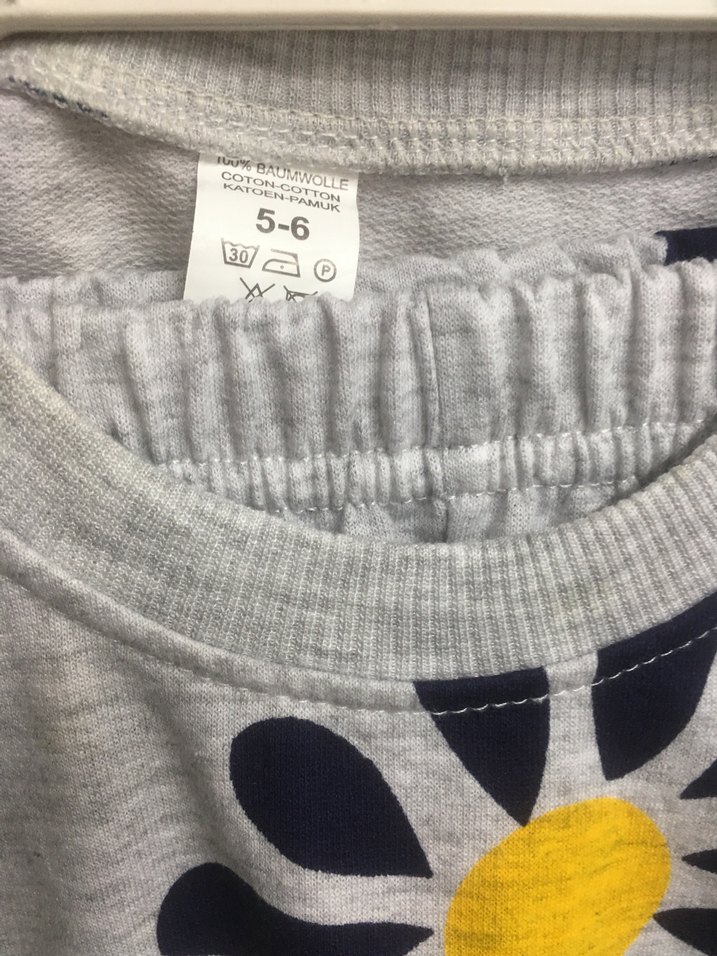 100% BAUMWOLLE
COTON-COTTON
KATOEN-PAMUK
5-6
30 P